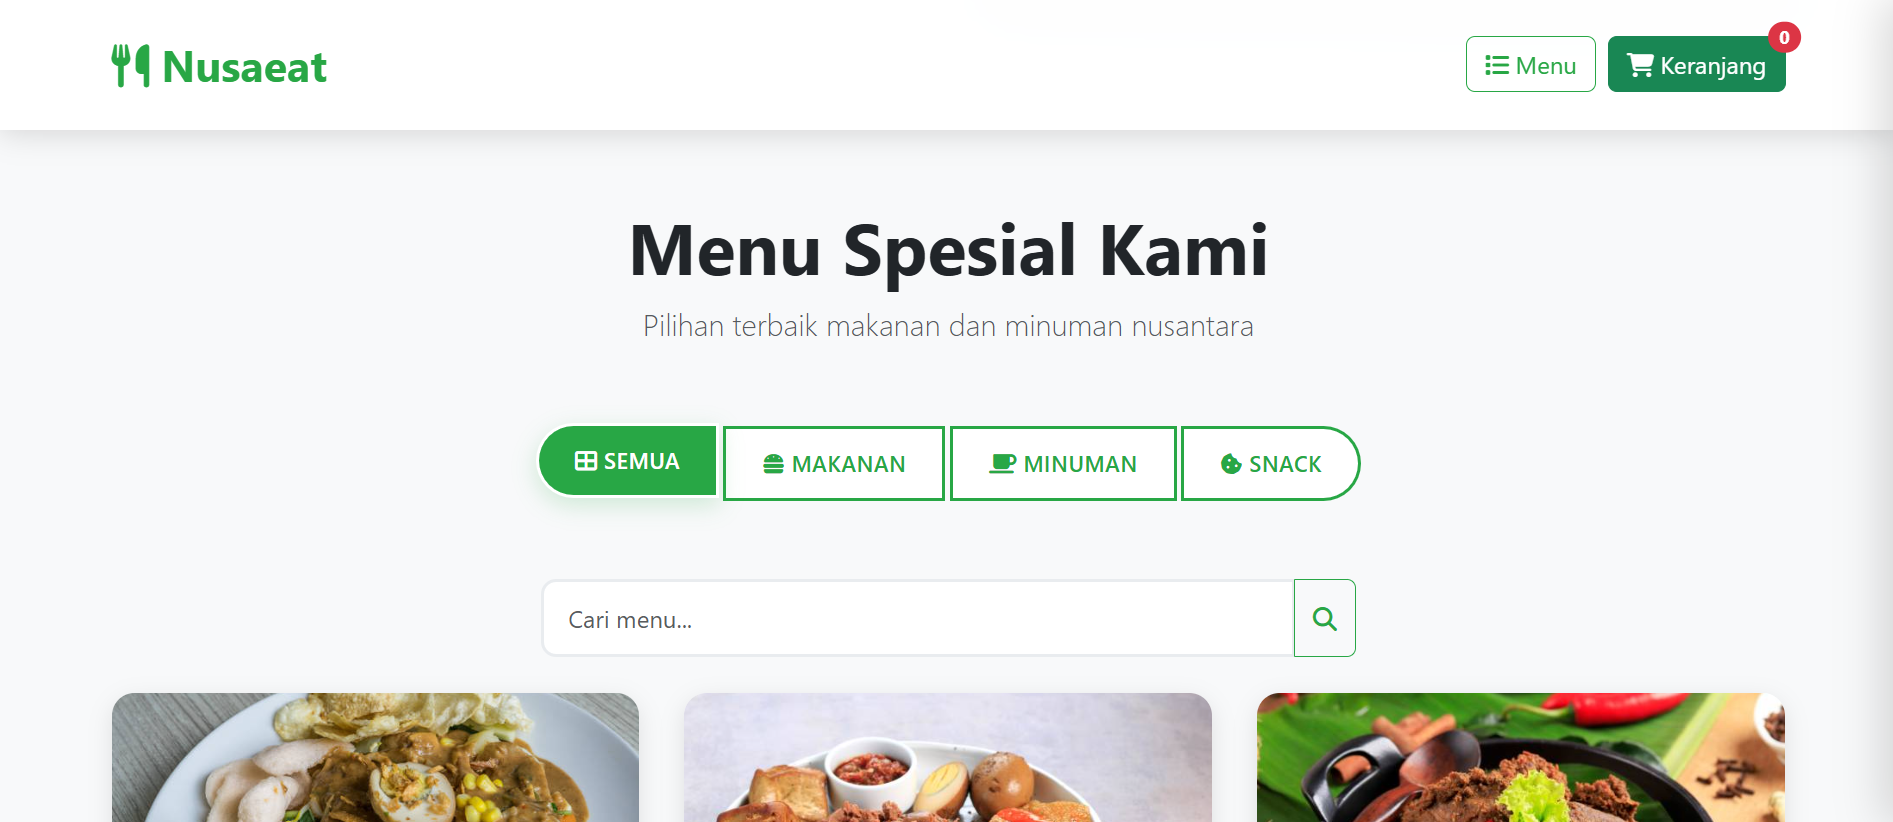 Nusaeat
Menu
Keranjang
0
Menu Spesial Kami
Pilihan terbaik makanan dan minuman nusantara
SEMUA
MAKANAN
MINUMAN
SNACK
Cari menu...